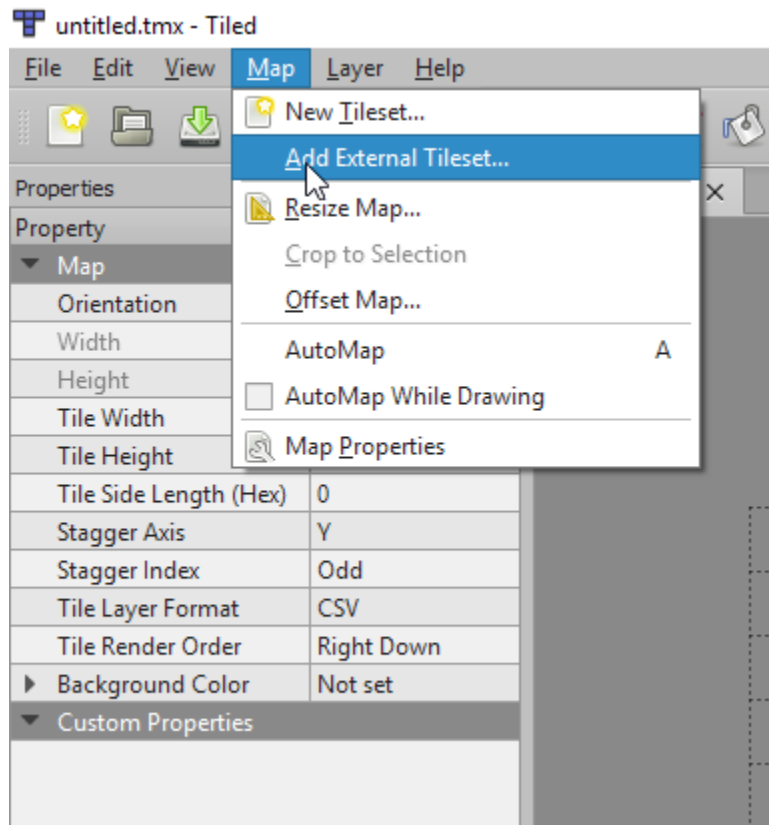 untitled.tmx - Tiled
File Edit View Map Layer Help
New Tileset...
Add External Tileset...
Resize Map...
Crop to Selection
Offset Map...
AutoMap A
AutoMap While Drawing
Map Properties
Properties
Property
Map
Orientation
Width
Height
Tile Width
Tile Height
Tile Side Length (Hex) 0
Stagger Axis Y
Stagger Index Odd
Tile Layer Format CSV
Tile Render Order Right Down
Background Color Not set
Custom Properties